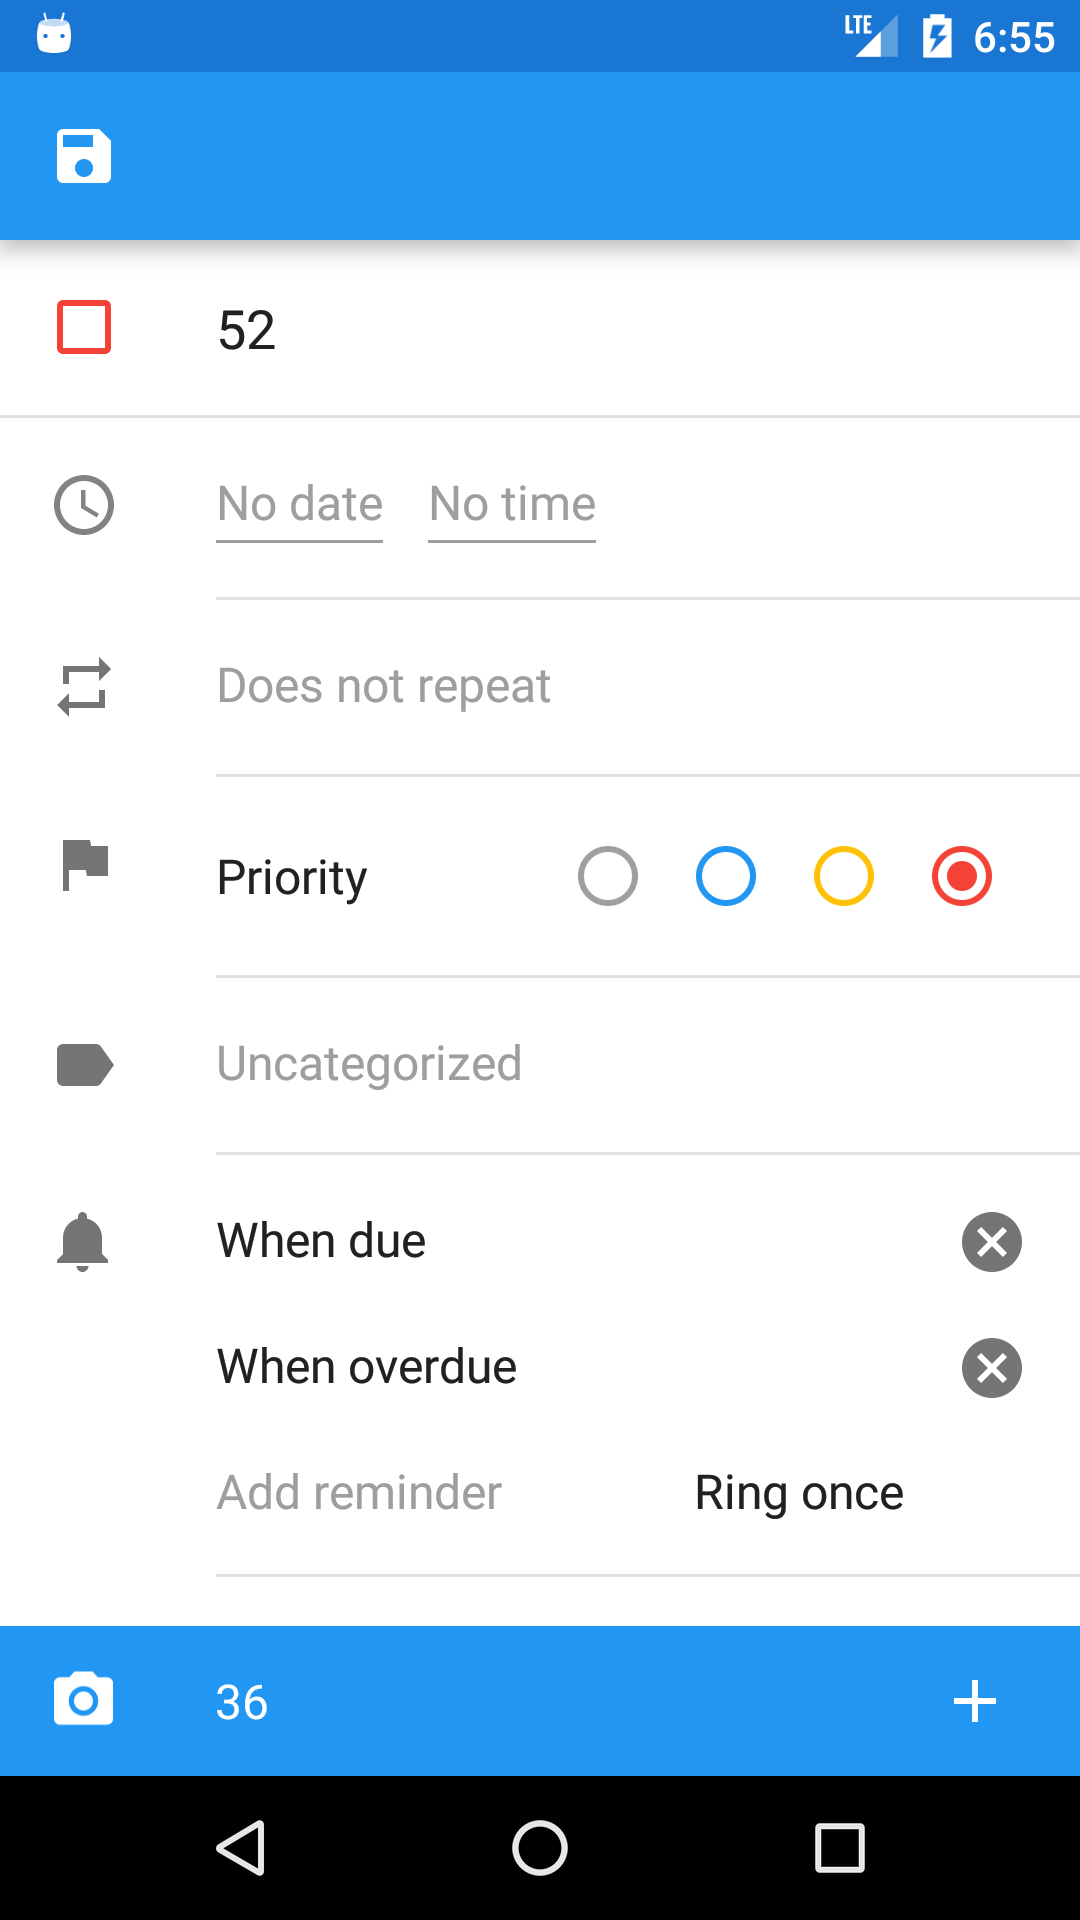 LTE 6:55
52
No date No time
Does not repeat
Priority
Uncategorized
When due
When overdue
Add reminder Ring once
36